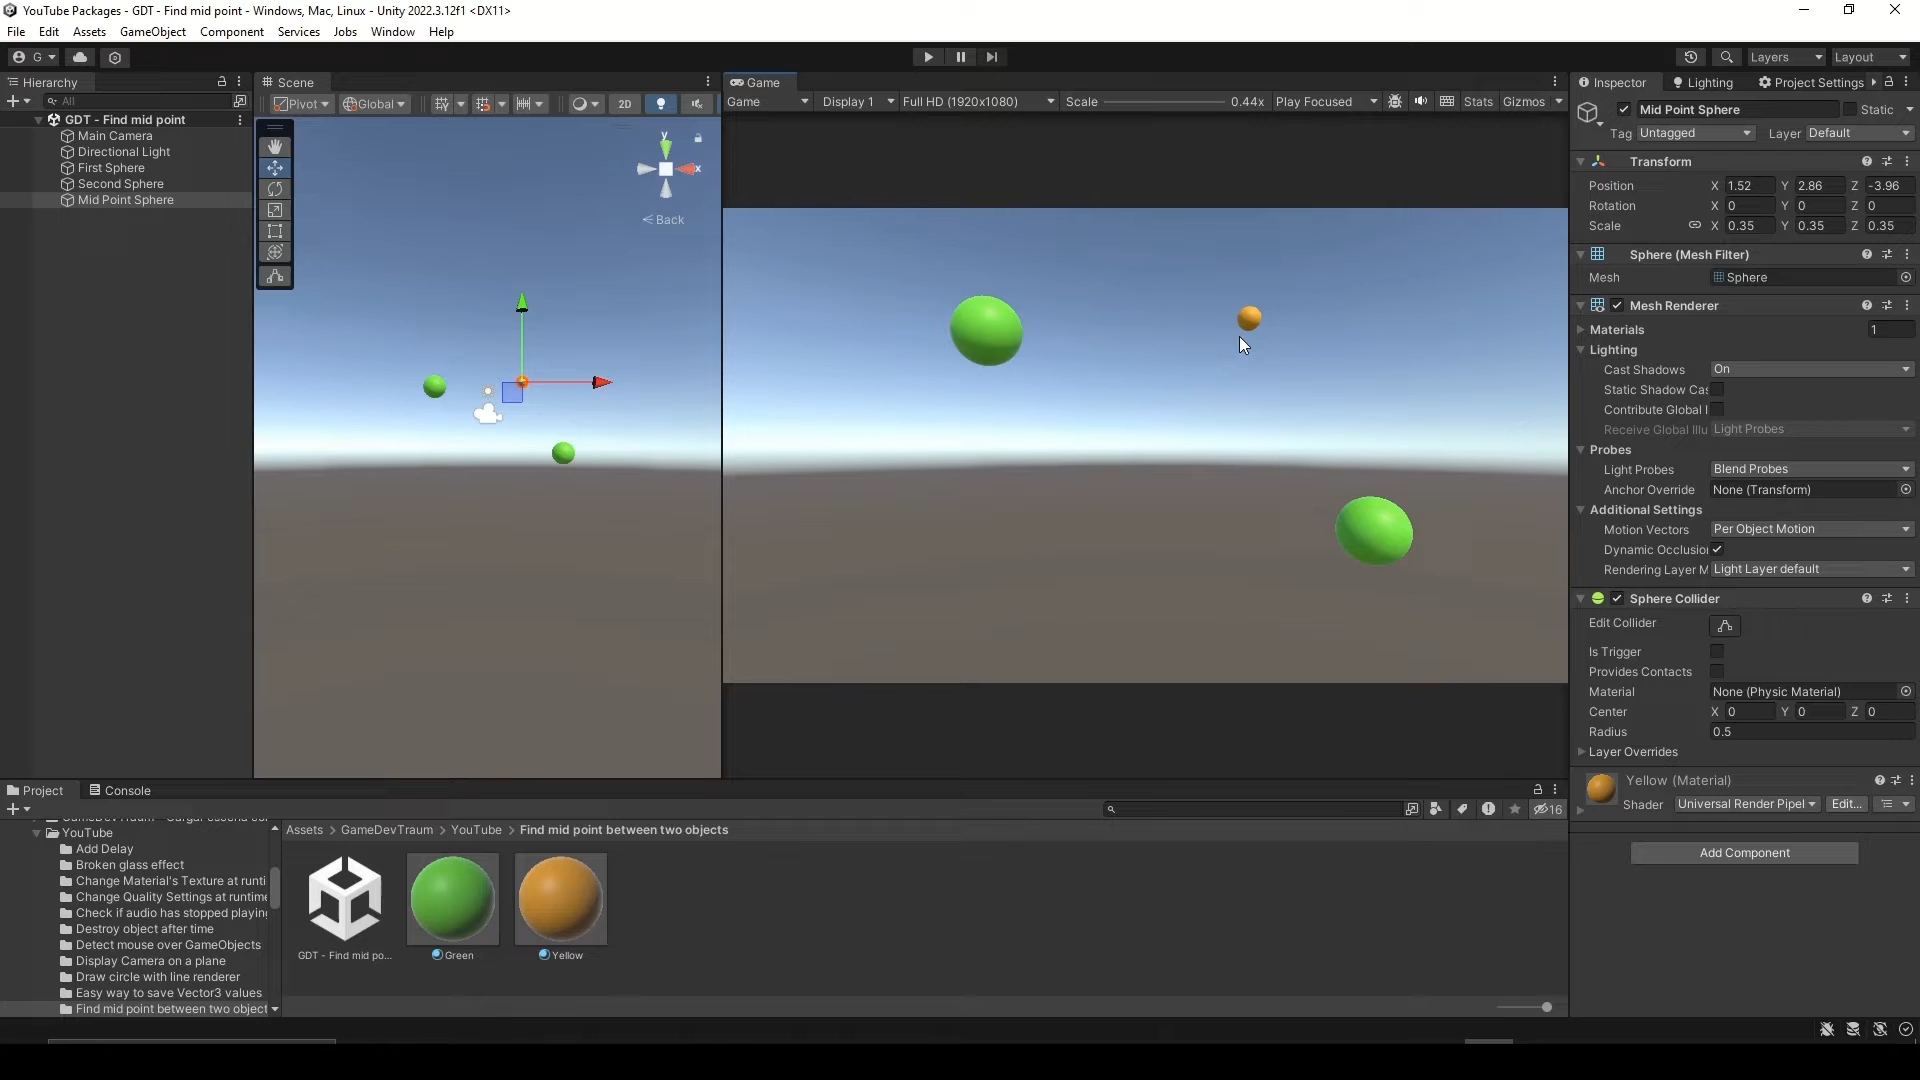 YouTube Packages - GDT - Find mid point - Windows, Mac, Linux - Unity 2022.3.12f1 <DX11>
File Edit Assets GameObject Component Services Jobs Window Help
G Layers Layout
Hierarchy
All
GDT - Find mid point
Main Camera
Directional Light
First Sphere
Second Sphere
Mid Point Sphere
Scene
Pivot Global 2D
y
x
Back
Game
Game Display 1 Full HD (1920x1080) Scale 0.44x Play Focused Stats Gizmos
Inspector Lighting Project Settings
Mid Point Sphere Static
Tag Untagged Layer Default
Transform
Position X 1.52 Y 2.86 Z -3.96
Rotation X 0 Y 0 Z 0
Scale X 0.35 Y 0.35 Z 0.35
Sphere (Mesh Filter)
Mesh Sphere
Mesh Renderer
Materials 1
Lighting
Cast Shadows On
Static Shadow Cas
Contribute Global I
Receive Global Illu Light Probes
Probes
Light Probes Blend Probes
Anchor Override None (Transform)
Additional Settings
Motion Vectors Per Object Motion
Dynamic Occlusion
Rendering Layer M Light Layer default
Sphere Collider
Edit Collider
Is Trigger
Provides Contacts
Material None (Physic Material)
Center X 0 Y 0 Z 0
Radius 0.5
Layer Overrides
Yellow (Material)
Shader Universal Render Pipel Edit...
Add Component
Project Console
16
YouTube
Add Delay
Broken glass effect
Change Material's Texture at runti
Change Quality Settings at runtime
Check if audio has stopped playing
Destroy object after time
Detect mouse over GameObjects
Display Camera on a plane
Draw circle with line renderer
Easy way to save Vector3 values
Find mid point between two object
Assets > GameDevTraum > YouTube > Find mid point between two objects
GDT - Find mid po... Green Yellow